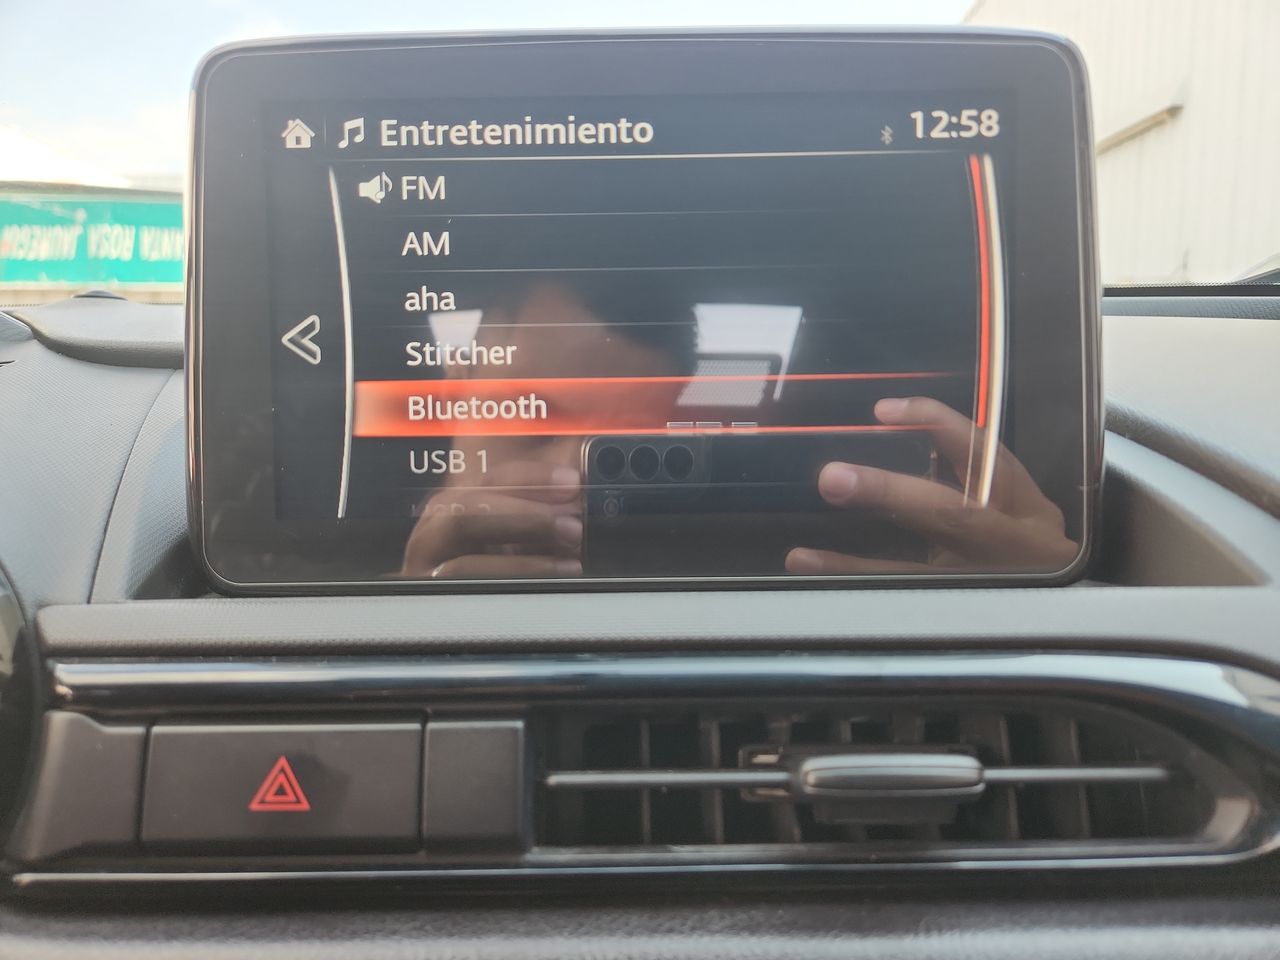 Entretenimiento 12:58
FM
AM
aha
Stitcher
Bluetooth
USB 1